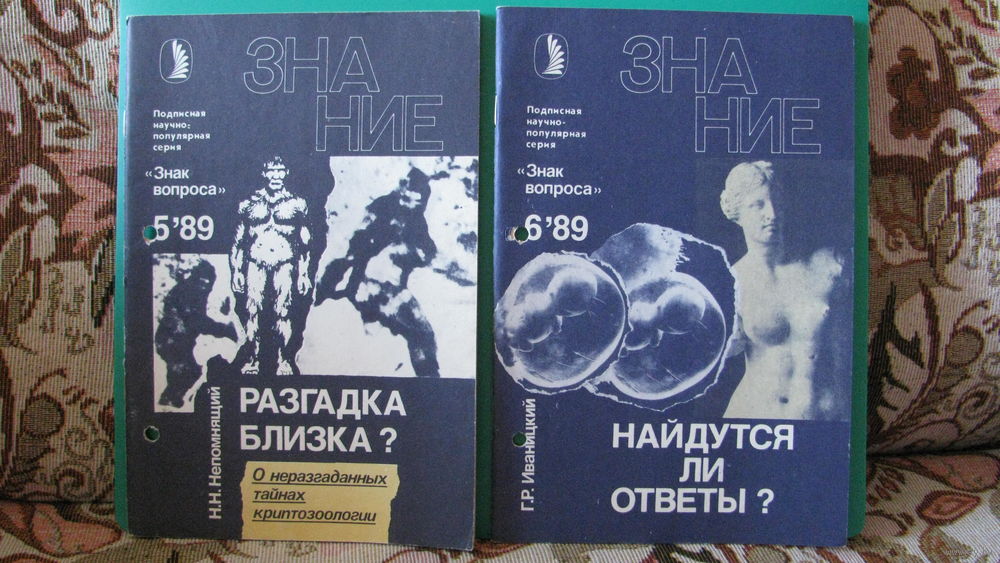 ЗНА
НИЕ
Подписная
научно-
популярная
серия
«Знак
вопроса»
5’89
Н.Н. Непомнящий
РАЗГАДКА
БЛИЗКА ?
О неразгаданных
тайнах
криптозоологии
ЗНА
НИЕ
Подписная
научно-
популярная
серия
«Знак
вопроса»
6’89
Г.Р. Иваницкий
НАЙДУТСЯ
ЛИ
ОТВЕТЫ ?